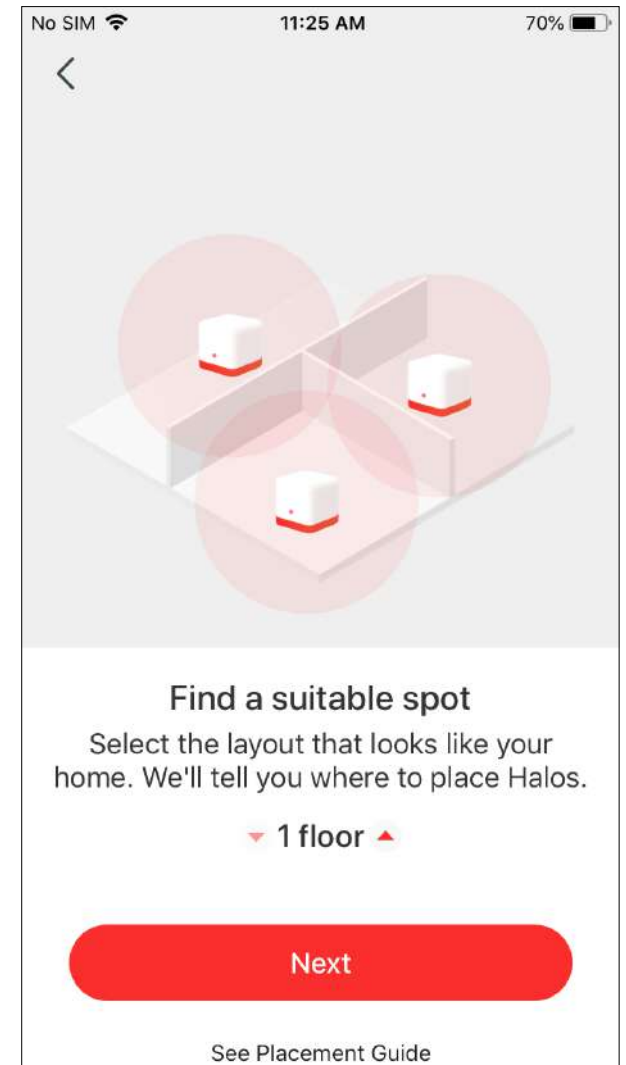 No SIM 11:25 AM 70%
Find a suitable spot
Select the layout that looks like your
home. We'll tell you where to place Halos.
1 floor
Next
See Placement Guide